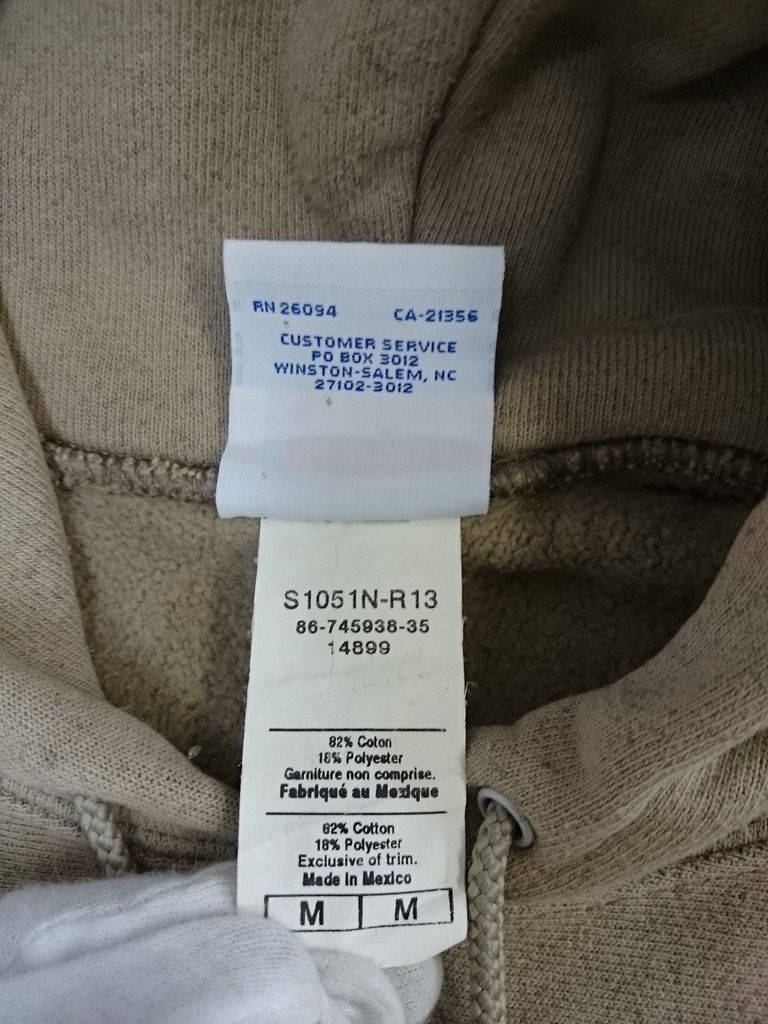 RN 26094 CA-21356
CUSTOMER SERVICE
PO BOX 3012
WINSTON-SALEM, NC
27102-3012
S1051N-R13
86-745938-35
14899
82% Coton
18% Polyester
Garniture non comprise.
Fabriqué au Mexique
82% Cotton
18% Polyester
Exclusive of trim.
Made in Mexico
M M